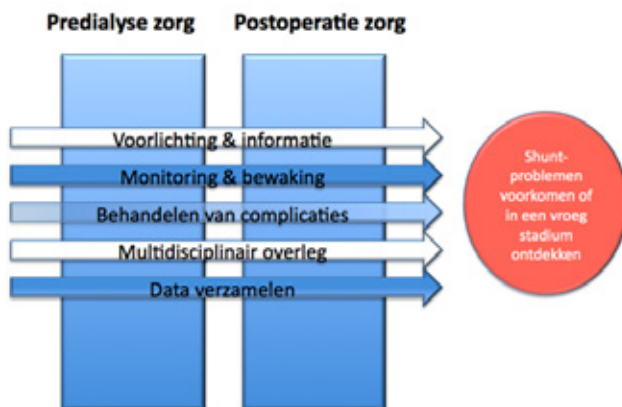 Predialyse zorg
Postoperatie zorg
Voorlichting & informatie
Monitoring & bewaking
Behandelen van complicaties
Multidisciplinair overleg
Data verzamelen
Shunt-
problemen
voorkomen of
in een vroeg
stadium
ontdekken